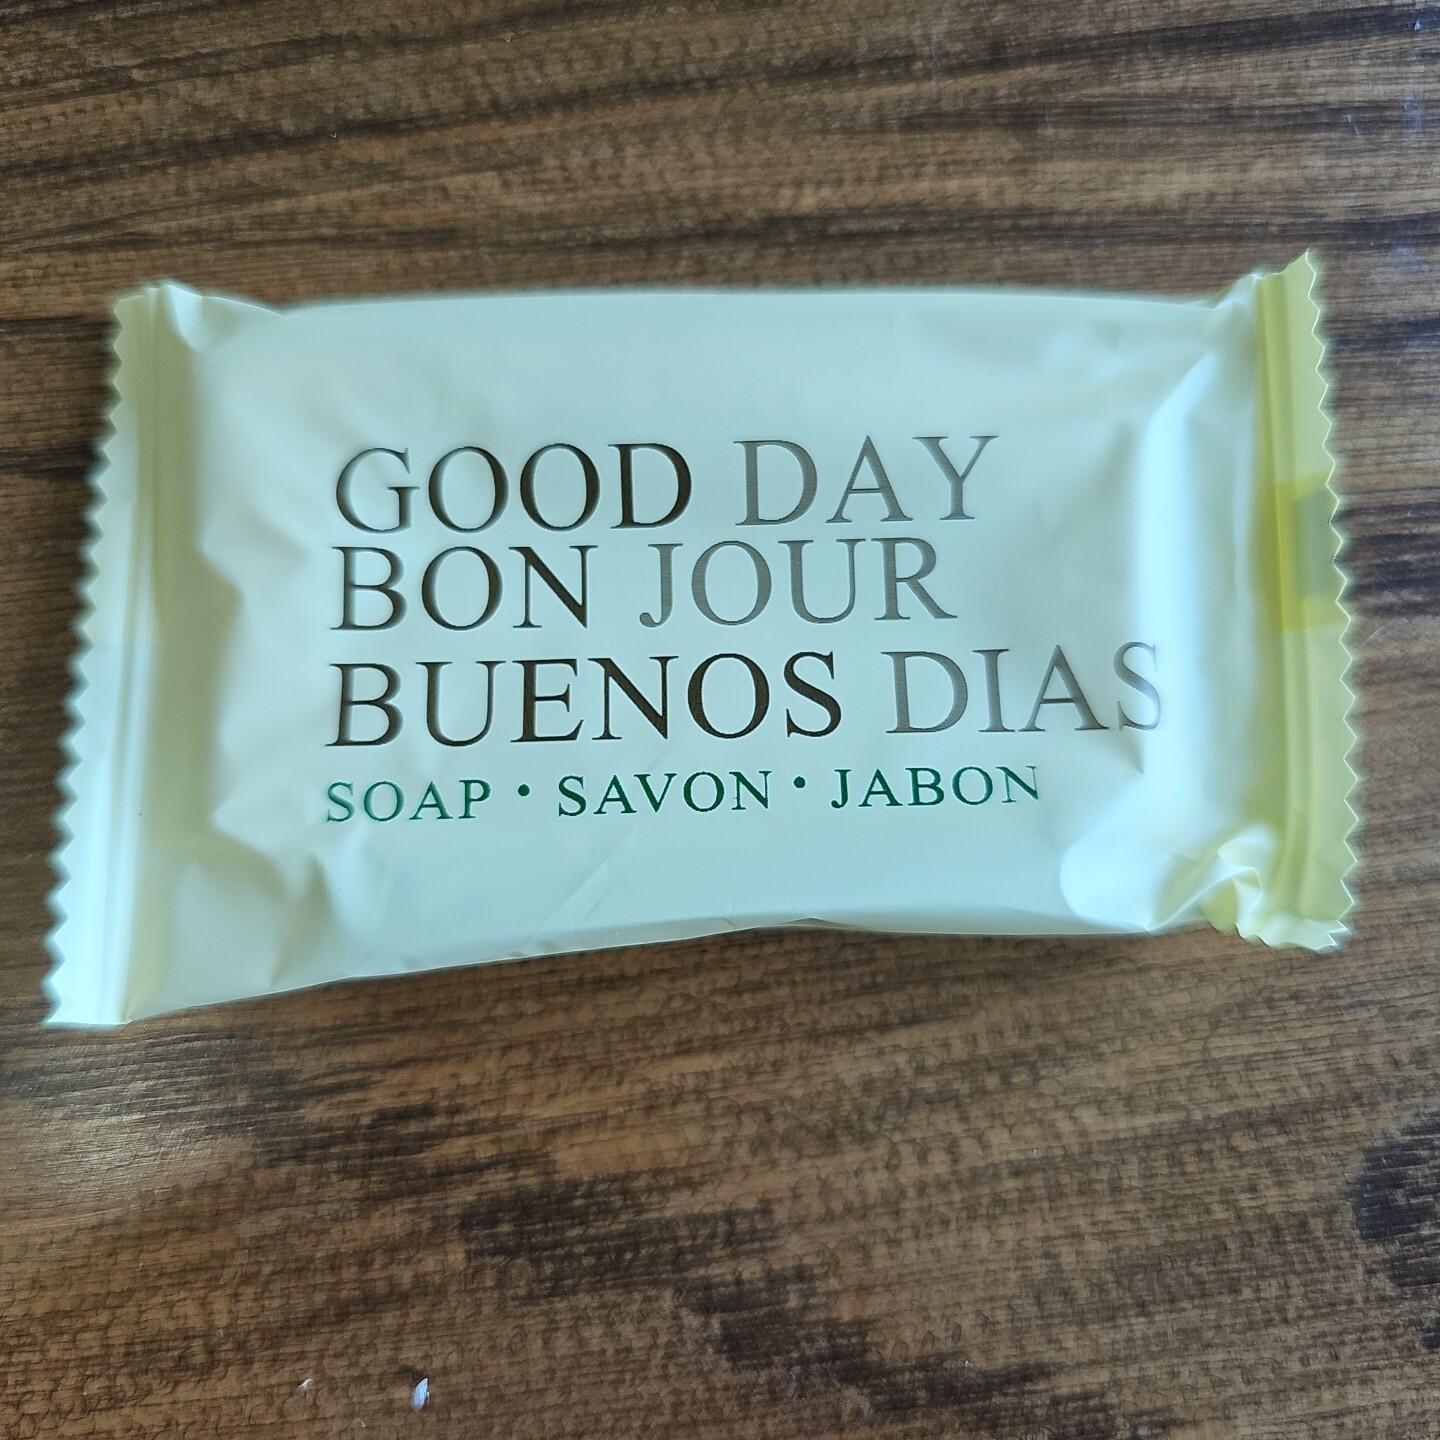 GOOD DAY
BON JOUR
BUENOS DIAS
SOAP • SAVON • JABON